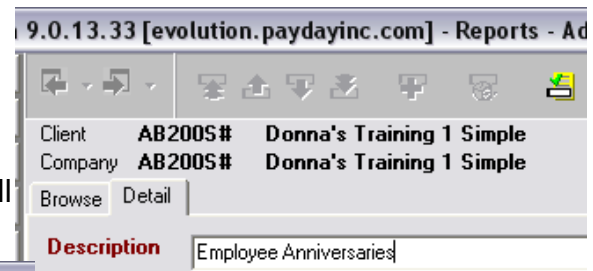 9.0.13.33 [evolution.paydayinc.com] - Reports - Ad
Client AB200S# Donna's Training 1 Simple
Company AB200S# Donna's Training 1 Simple
ll
Browse Detail
Description Employee Anniversaries